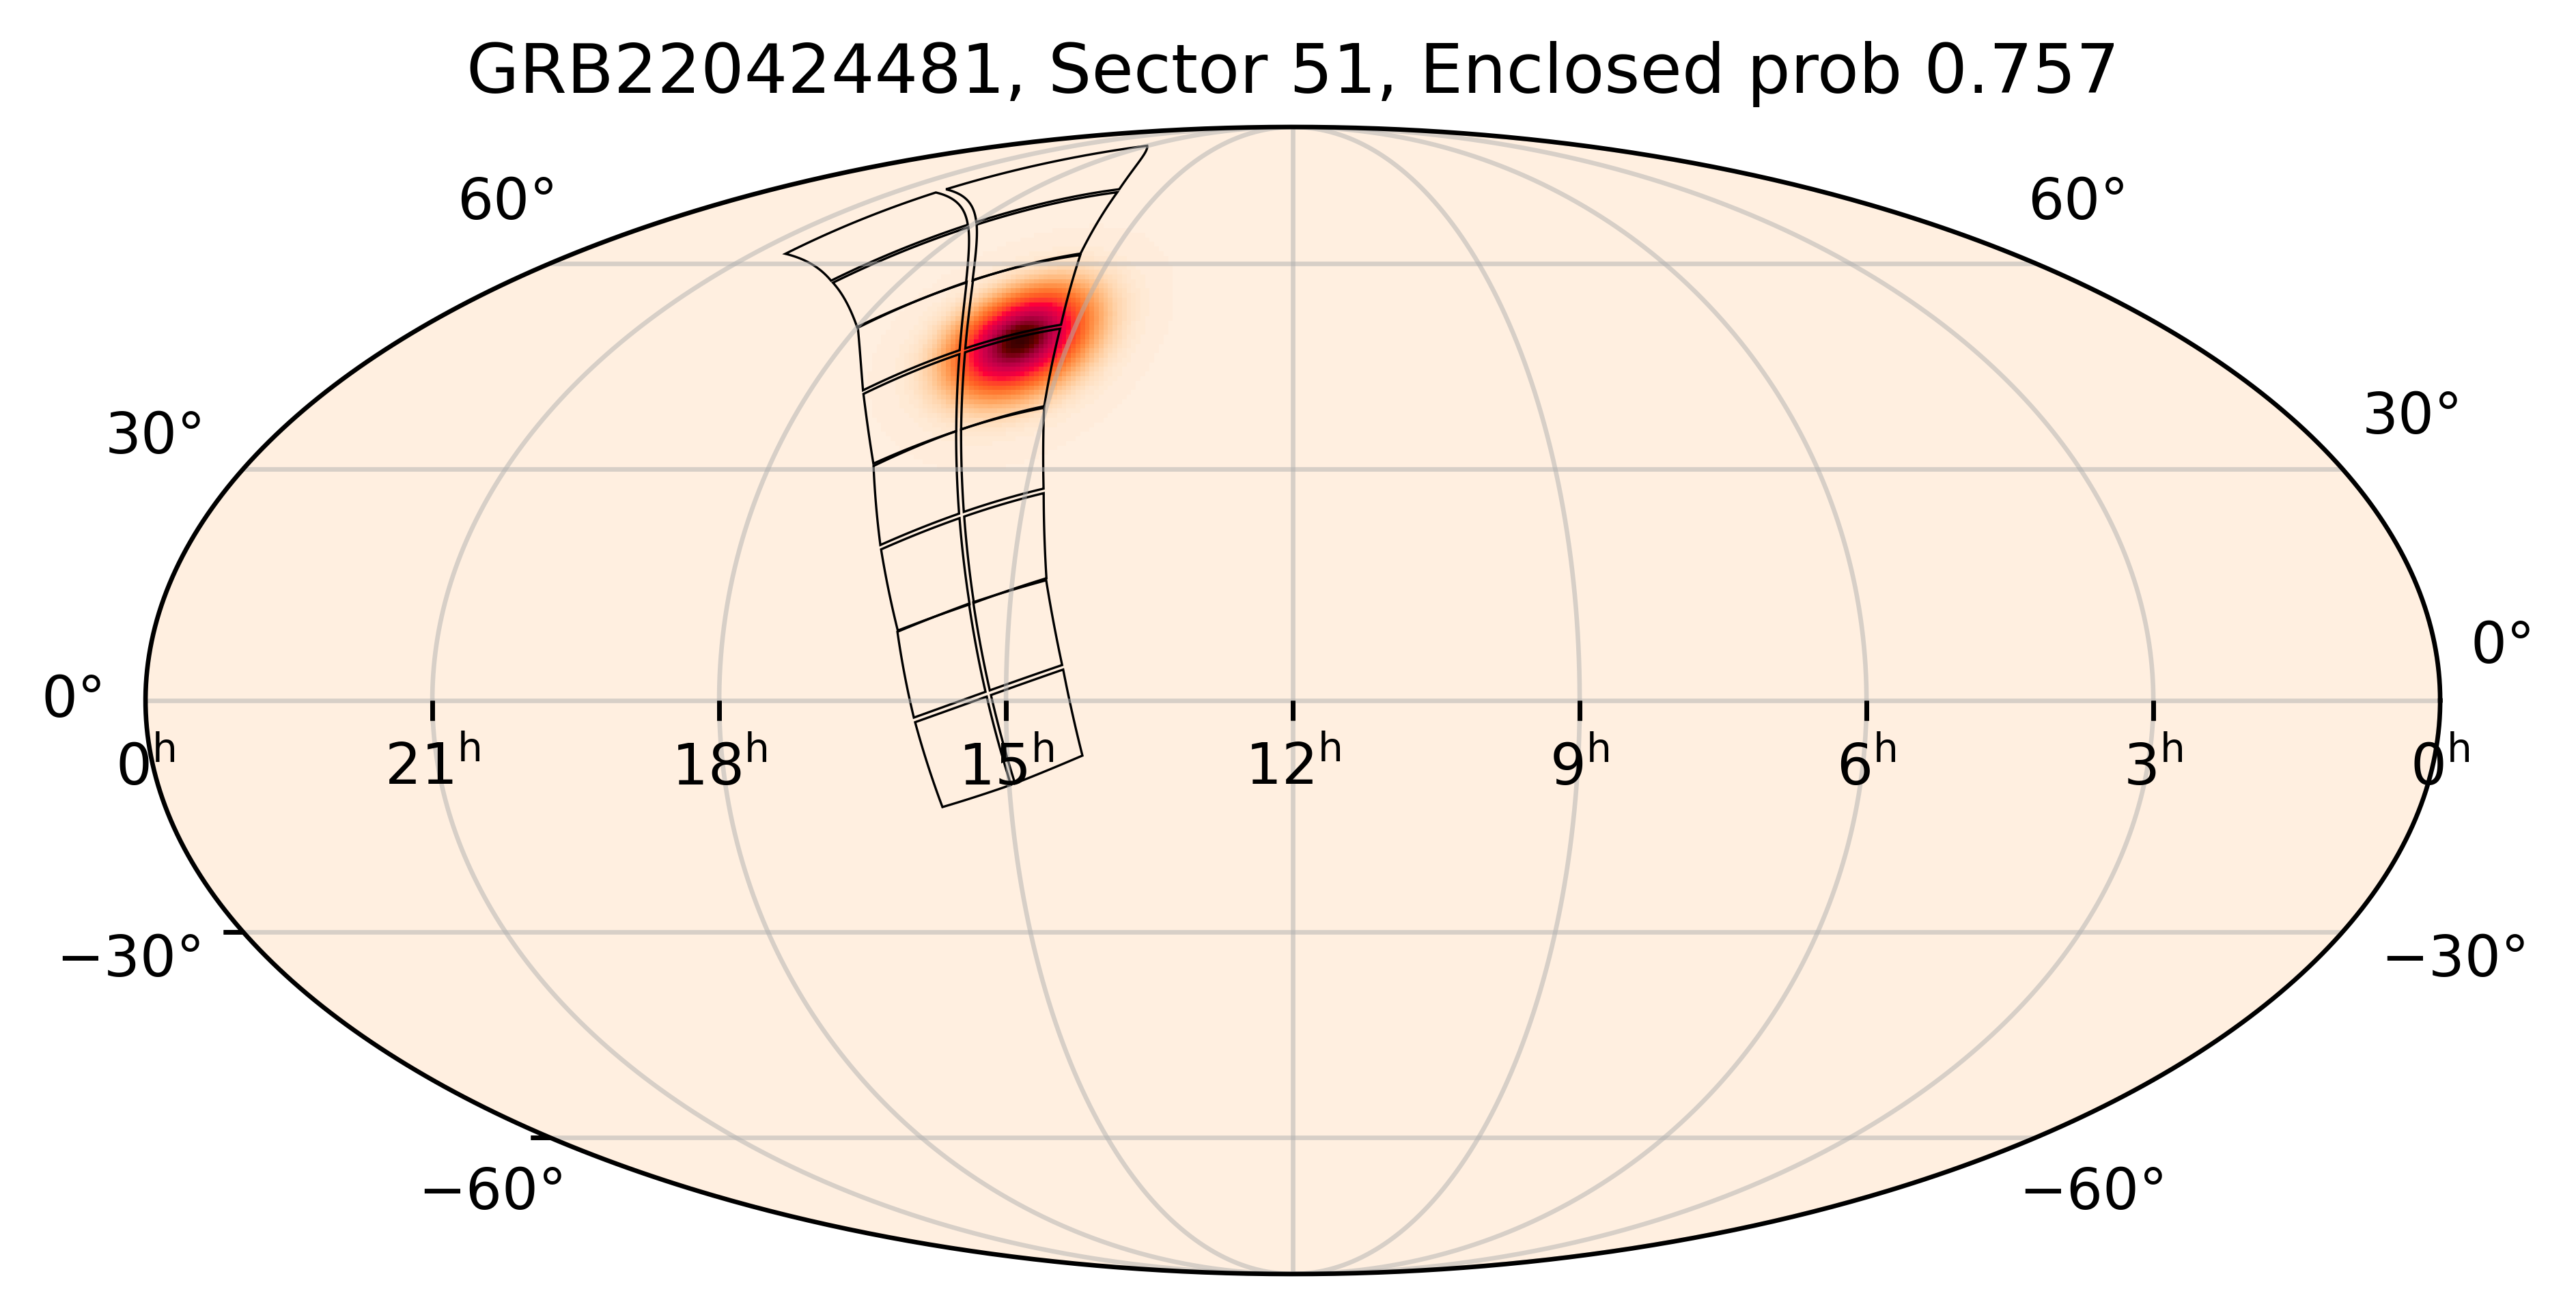 GRB220424481, Sector 51, Enclosed prob 0.757
60° 60°
30° 30°
0° 0°
0h 21h 18h 15h 12h 9h 6h 3h 0h
−30° −30°
−60° −60°